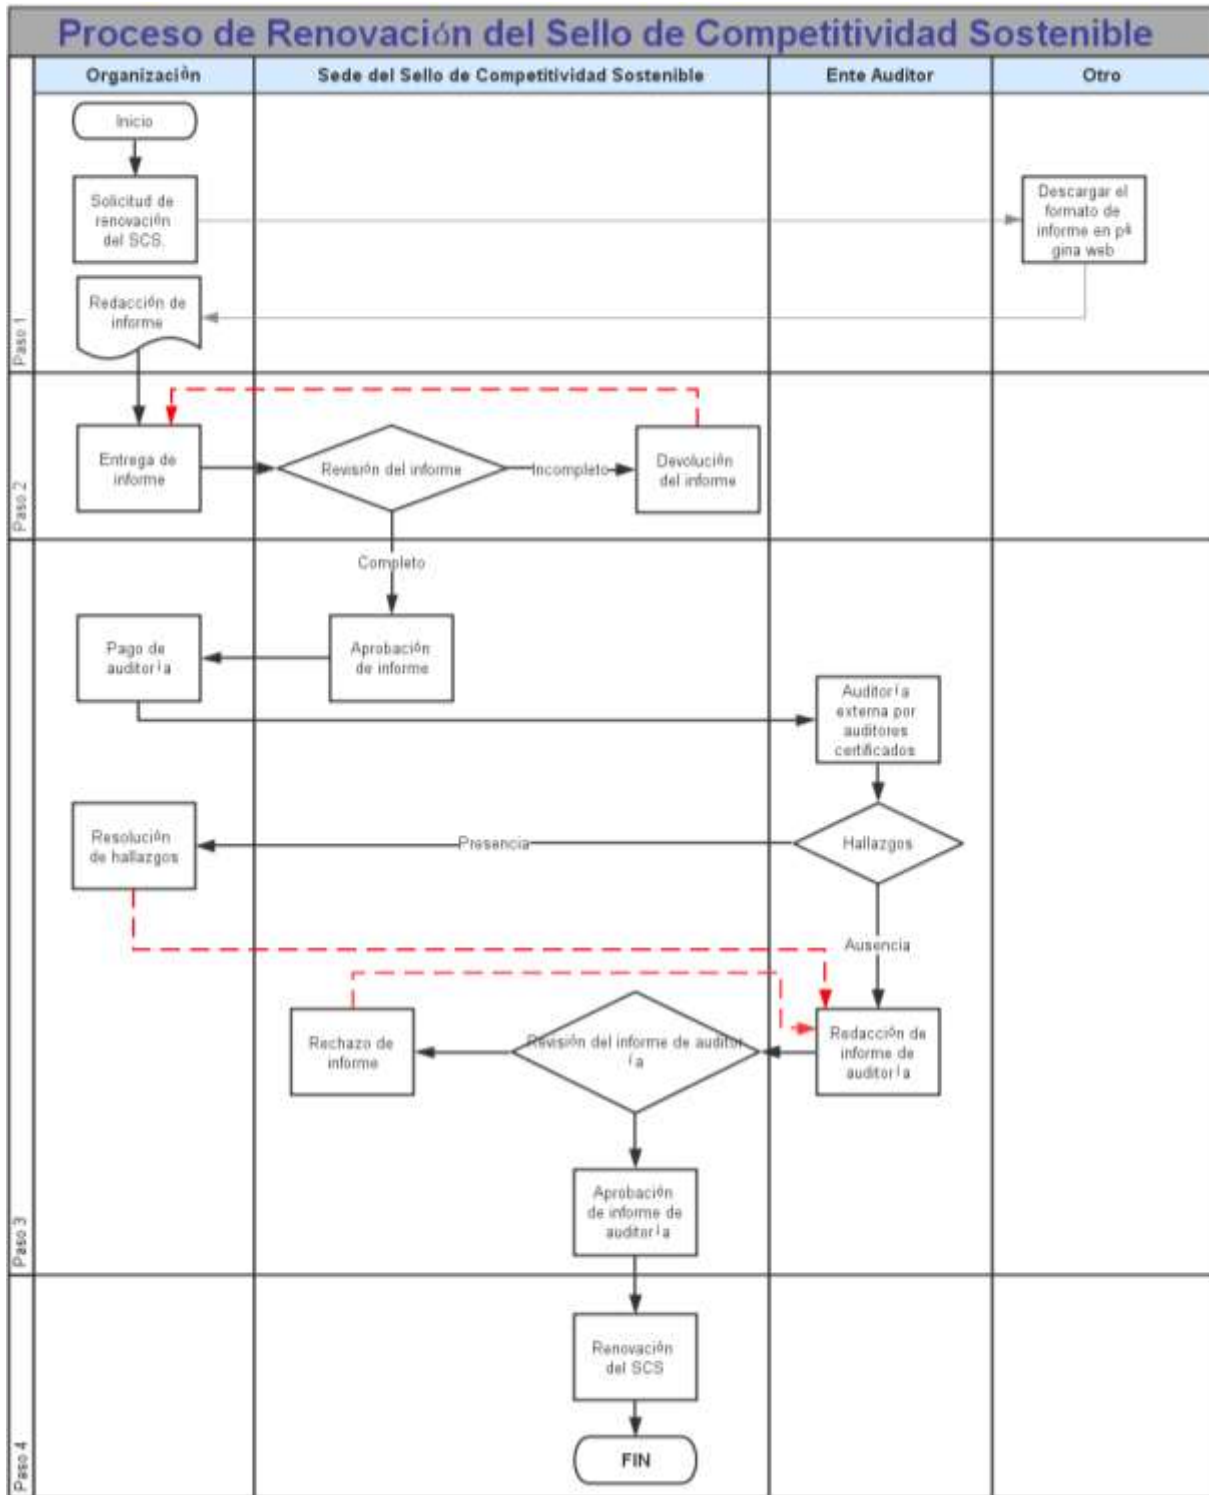 Proceso de Renovación del Sello de Competitividad Sostenible
Organización
Sede del Sello de Competitividad Sostenible
Ente Auditor
Otro
Paso 1
Inicio
Solicitud de
renovación
del SCS.
Descargar el
formato de
informe en pá
gina web
Redacción de
informe
Paso 2
Entrega de
informe
Revisión del informe
Incompleto
Devolución
del informe
Paso 3
Completo
Pago de
auditoría
Aprobación
de informe
Auditoría
externa por
auditores
certificados
Resolución
de hallazgos
Presencia
Hallazgos
Ausencia
Rechazo de
informe
Revisión del informe de auditor
ía
Redacción de
informe de
auditoría
Aprobación
de informe de
auditoría
Paso 4
Renovación
del SCS
FIN